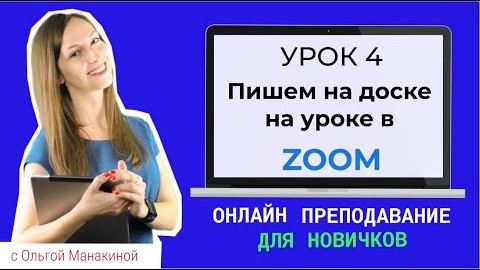 УРОК 4
Пишем на доске
на уроке в
ZOOM
ОНЛАЙН ПРЕПОДАВАНИЕ
ДЛЯ НОВИЧКОВ
с Ольгой Манакиной